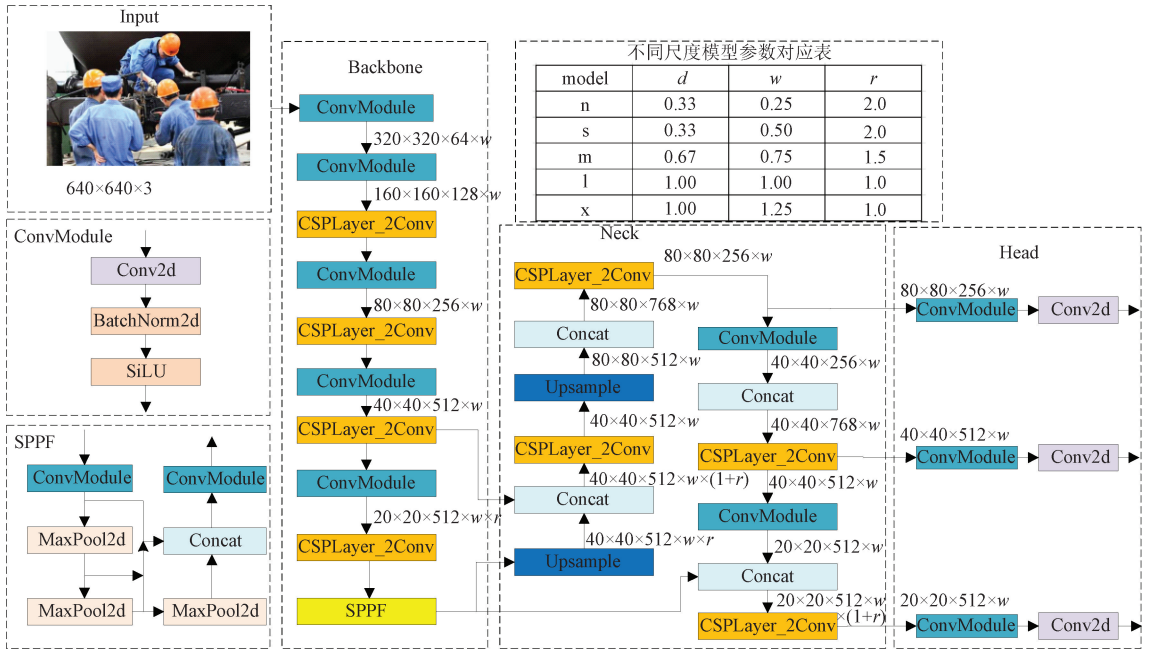 Input
640×640×3
ConvModule
Conv2d
BatchNorm2d
SiLU
SPPF
ConvModule
ConvModule
MaxPool2d
Concat
MaxPool2d
MaxPool2d
Backbone
ConvModule
320×320×64×w
ConvModule
160×160×128×w
CSPLayer_2Conv
ConvModule
80×80×256×w
CSPLayer_2Conv
ConvModule
40×40×512×w
CSPLayer_2Conv
ConvModule
20×20×512×w×r
CSPLayer_2Conv
SPPF
不同尺度模型参数对应表
model d w r
n 0.33 0.25 2.0
s 0.33 0.50 2.0
m 0.67 0.75 1.5
l 1.00 1.00 1.0
x 1.00 1.25 1.0
Neck
80×80×256×w
CSPLayer_2Conv
80×80×768×w
Concat
80×80×512×w
Upsample
40×40×512×w
CSPLayer_2Conv
40×40×512×w×(1+r)
Concat
40×40×512×w×r
Upsample
ConvModule
40×40×256×w
Concat
40×40×768×w
CSPLayer_2Conv
40×40×512×w
ConvModule
20×20×512×w
Concat
20×20×512×w
×(1+r)
CSPLayer_2Conv
Head
80×80×256×w
ConvModule
Conv2d
40×40×512×w
ConvModule
Conv2d
20×20×512×w
ConvModule
Conv2d